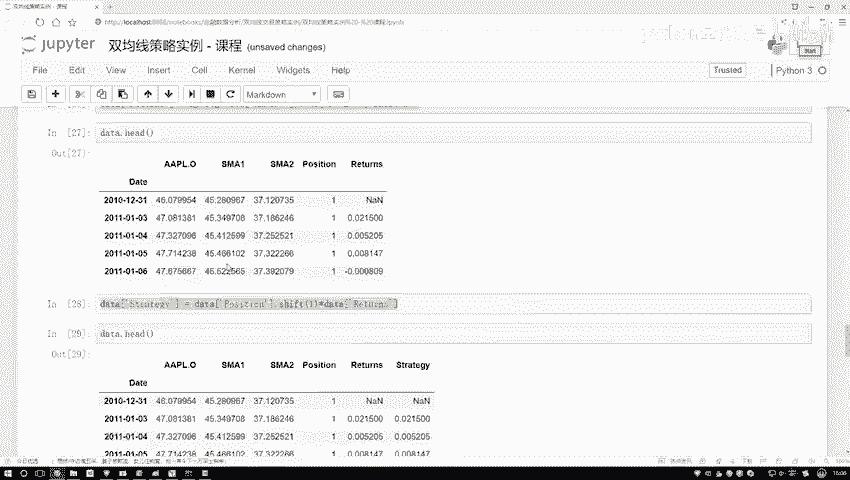 双均线策略实例 - 课程
jupyter 双均线策略实例 - 课程 (unsaved changes)
File Edit View Insert Cell Kernel Widgets Help
Trusted Python 3
Markdown
In [27]: data.head()
Out[27]:
AAPL.O SMA1 SMA2 Position Returns
Date
2010-12-31 46.079954 45.280967 37.120735 1 NaN
2011-01-03 47.081381 45.349708 37.186246 1 0.021500
2011-01-04 47.327096 45.412599 37.252521 1 0.005205
2011-01-05 47.714238 45.466102 37.322266 1 0.008147
2011-01-06 47.675667 45.522565 37.392079 1 -0.000809
In [28]: data["Strategy"] = data["Position"].shift(1)*data["Returns"]
In [29]: data.head()
Out[29]:
AAPL.O SMA1 SMA2 Position Returns Strategy
Date
2010-12-31 46.079954 45.280967 37.120735 1 NaN NaN
2011-01-03 47.081381 45.349708 37.186246 1 0.021500 0.021500
2011-01-04 47.327096 45.412599 37.252521 1 0.005205 0.005205
2011-01-05 47.714238 45.466102 37.322266 1 0.008147 0.008147